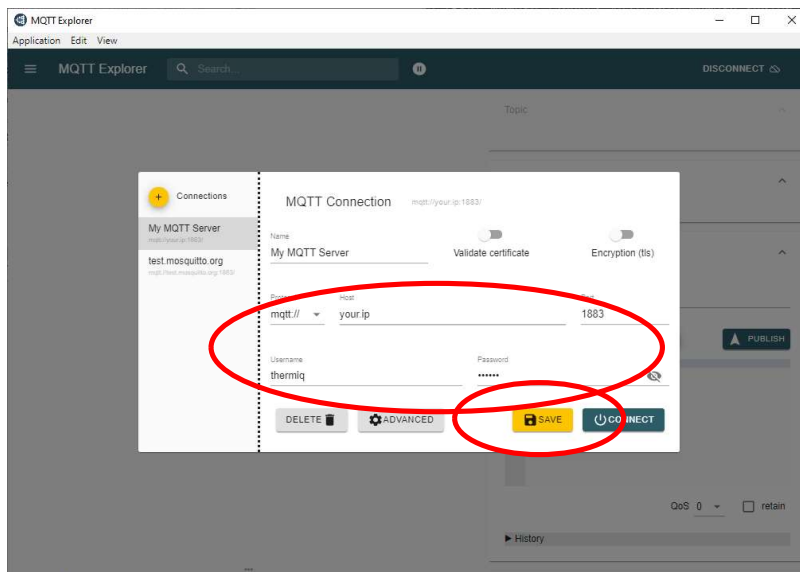 MQTT Explorer
Application Edit View
MQTT Explorer Search... DISCONNECT
Topic
Connections
My MQTT Server
mqtt://your.ip:1883/
test.mosquitto.org
mqtt://test.mosquitto.org:1883/
MQTT Connection mqtt://your.ip:1883/
Name
My MQTT Server
Validate certificate
Encryption (tls)
Host
mqtt:// your.ip 1883
Username Password
thermiq ••••••
DELETE ADVANCED SAVE CONNECT
PUBLISH
QoS 0 retain
History